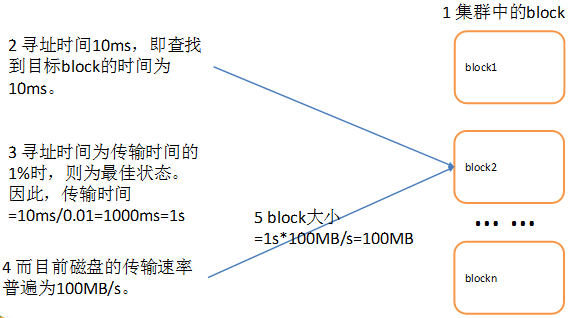 1 集群中的block
2 寻址时间10ms，即查找
到目标block的时间为
10ms。
block1
3 寻址时间为传输时间的
1%时，则为最佳状态。
因此，传输时间
=10ms/0.01=1000ms=1s
block2
... ...
5 block大小
=1s*100MB/s=100MB
4 而目前磁盘的传输速率
普遍为100MB/s。
blockn